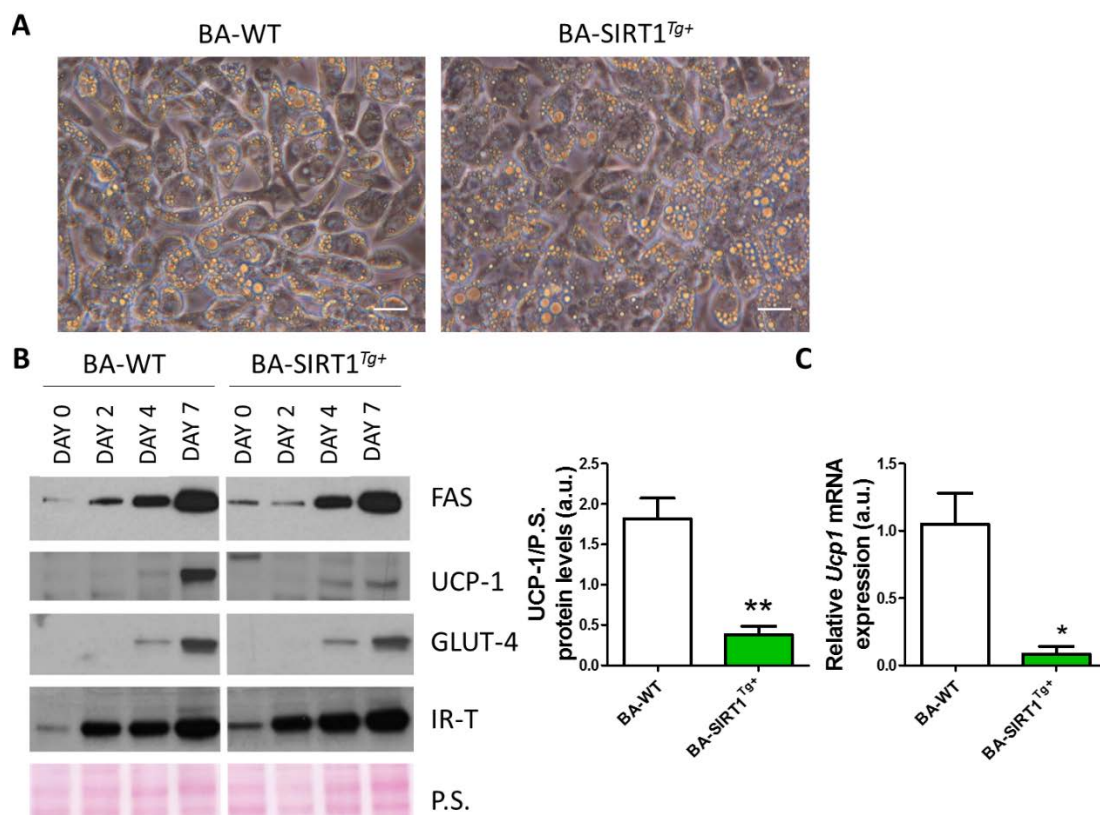 A
BA-WT
BA-SIRT1Tg+
B
BA-WT
BA-SIRT1Tg+
DAY 0
DAY 2
DAY 4
DAY 7
DAY 0
DAY 2
DAY 4
DAY 7
FAS
UCP-1
GLUT-4
IR-T
P.S.
UCP-1/P.S.
protein levels (a.u.)
2.5
2.0
1.5
1.0
0.5
0.0
**
BA-WT
BA-SIRT1Tg+
C
Relative Ucp1 mRNA
expression (a.u.)
1.5
1.0
0.5
0.0
*
BA-WT
BA-SIRT1Tg+